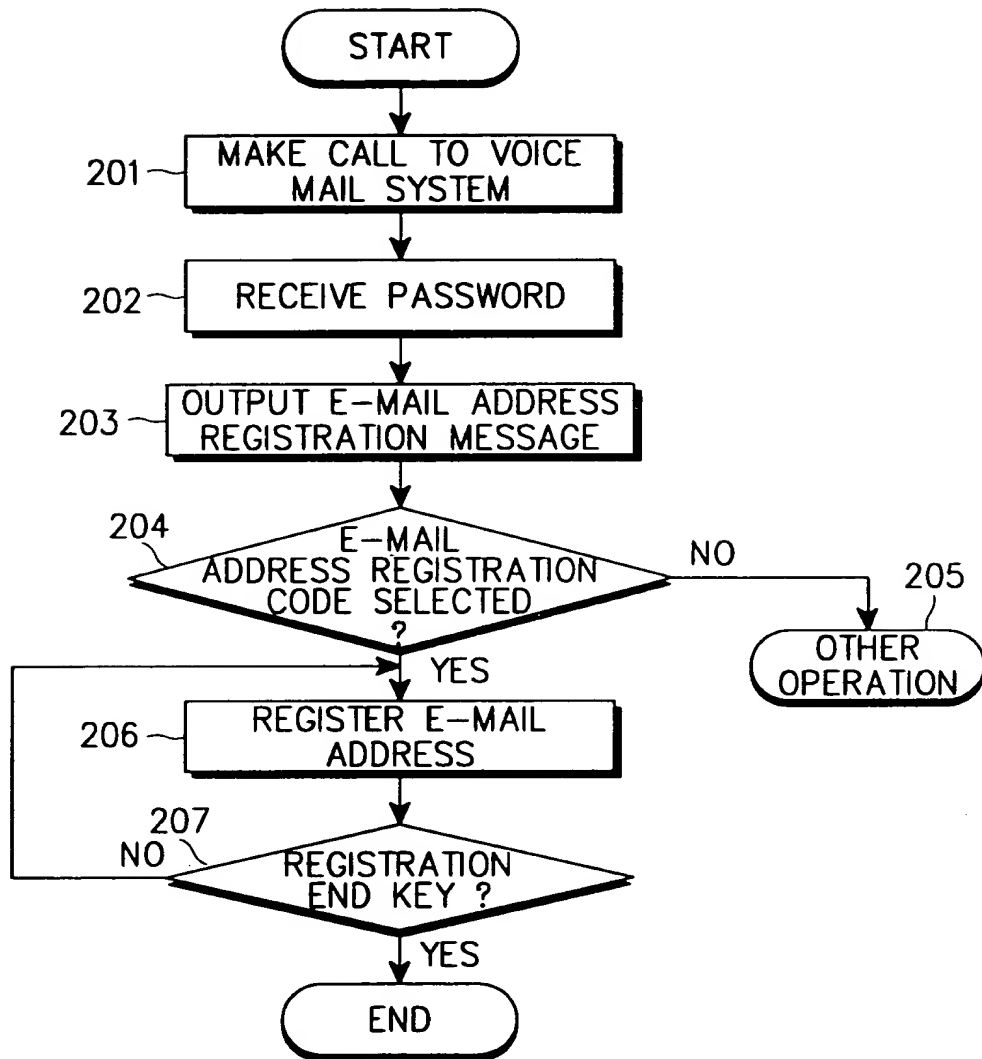 START
201
MAKE CALL TO VOICE
MAIL SYSTEM
202
RECEIVE PASSWORD
203
OUTPUT E-MAIL ADDRESS
REGISTRATION MESSAGE
204
E-MAIL
ADDRESS REGISTRATION
CODE SELECTED
?
NO
205
OTHER
OPERATION
YES
206
REGISTER E-MAIL
ADDRESS
207
NO
REGISTRATION
END KEY ?
YES
END